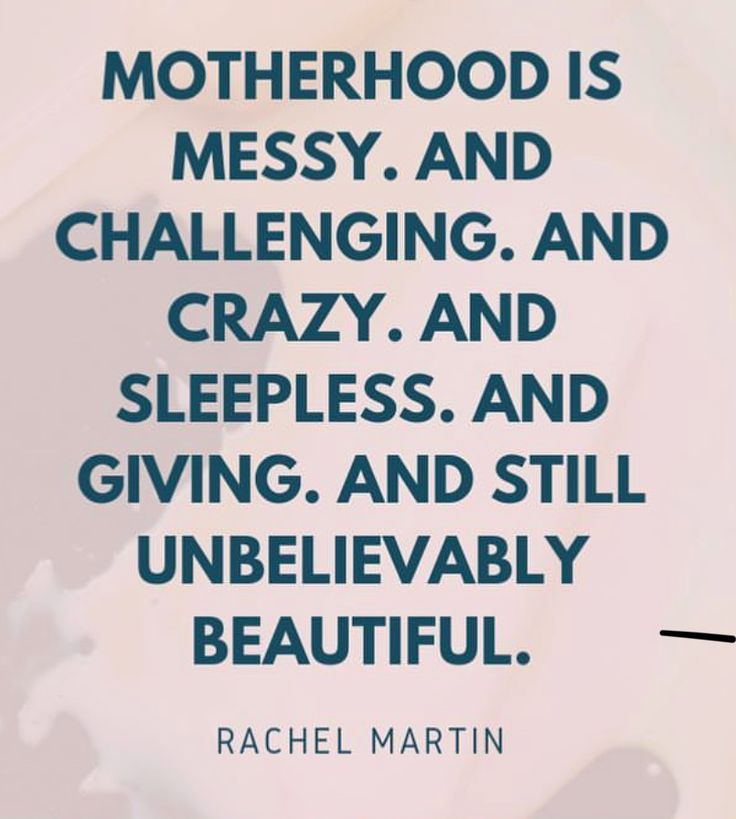 MOTHERHOOD IS
MESSY. AND
CHALLENGING. AND
CRAZY. AND
SLEEPLESS. AND
GIVING. AND STILL
UNBELIEVABLY
BEAUTIFUL.
RACHEL MARTIN